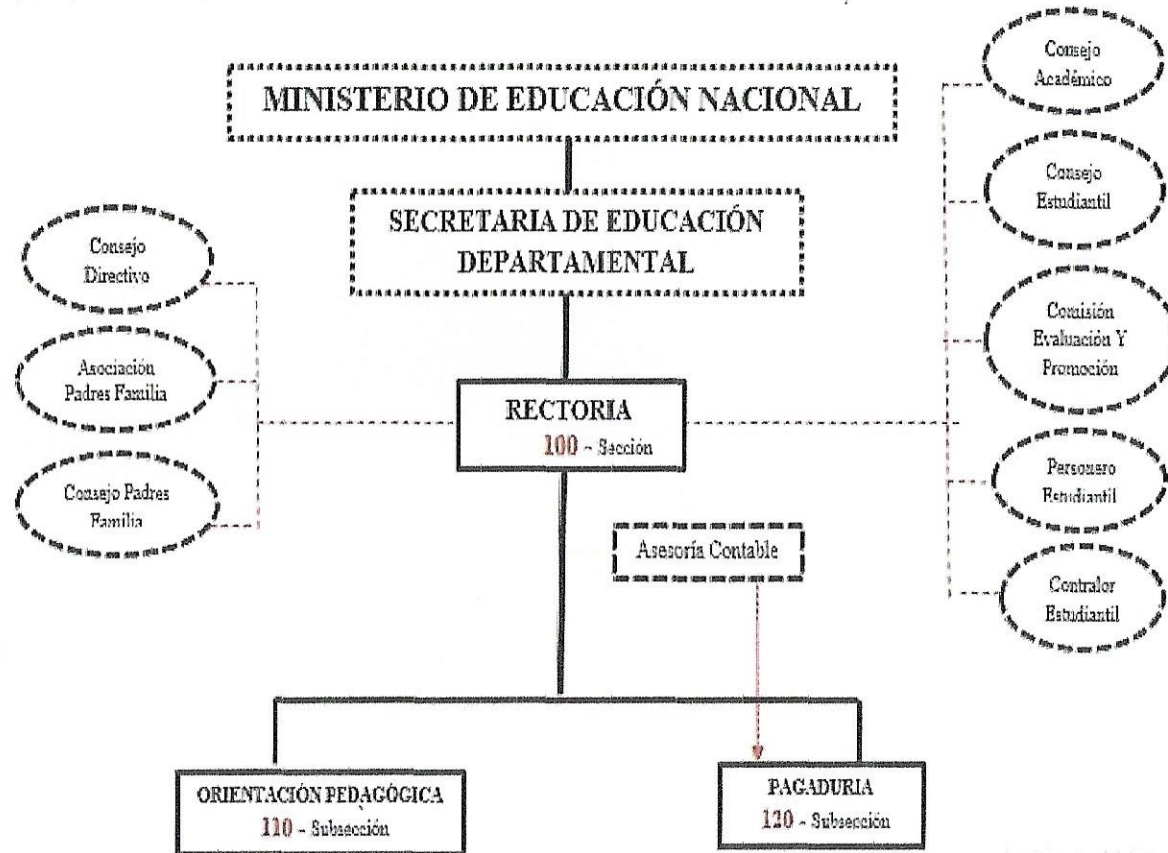 MINISTERIO DE EDUCACIÓN NACIONAL
SECRETARIA DE EDUCACIÓN
DEPARTAMENTAL
Consejo
Directivo
Asociación
Padres Familia
Consejo Padres
Familia
RECTORIA
100 - Sección
Consejo
Académico
Consejo
Estudiantil
Comisión
Evaluación Y
Promoción
Personero
Estudiantil
Contralor
Estudiantil
Asesoría Contable
ORIENTACIÓN PEDAGÓGICA
110 - Subsección
PAGADURIA
120 - Subsección